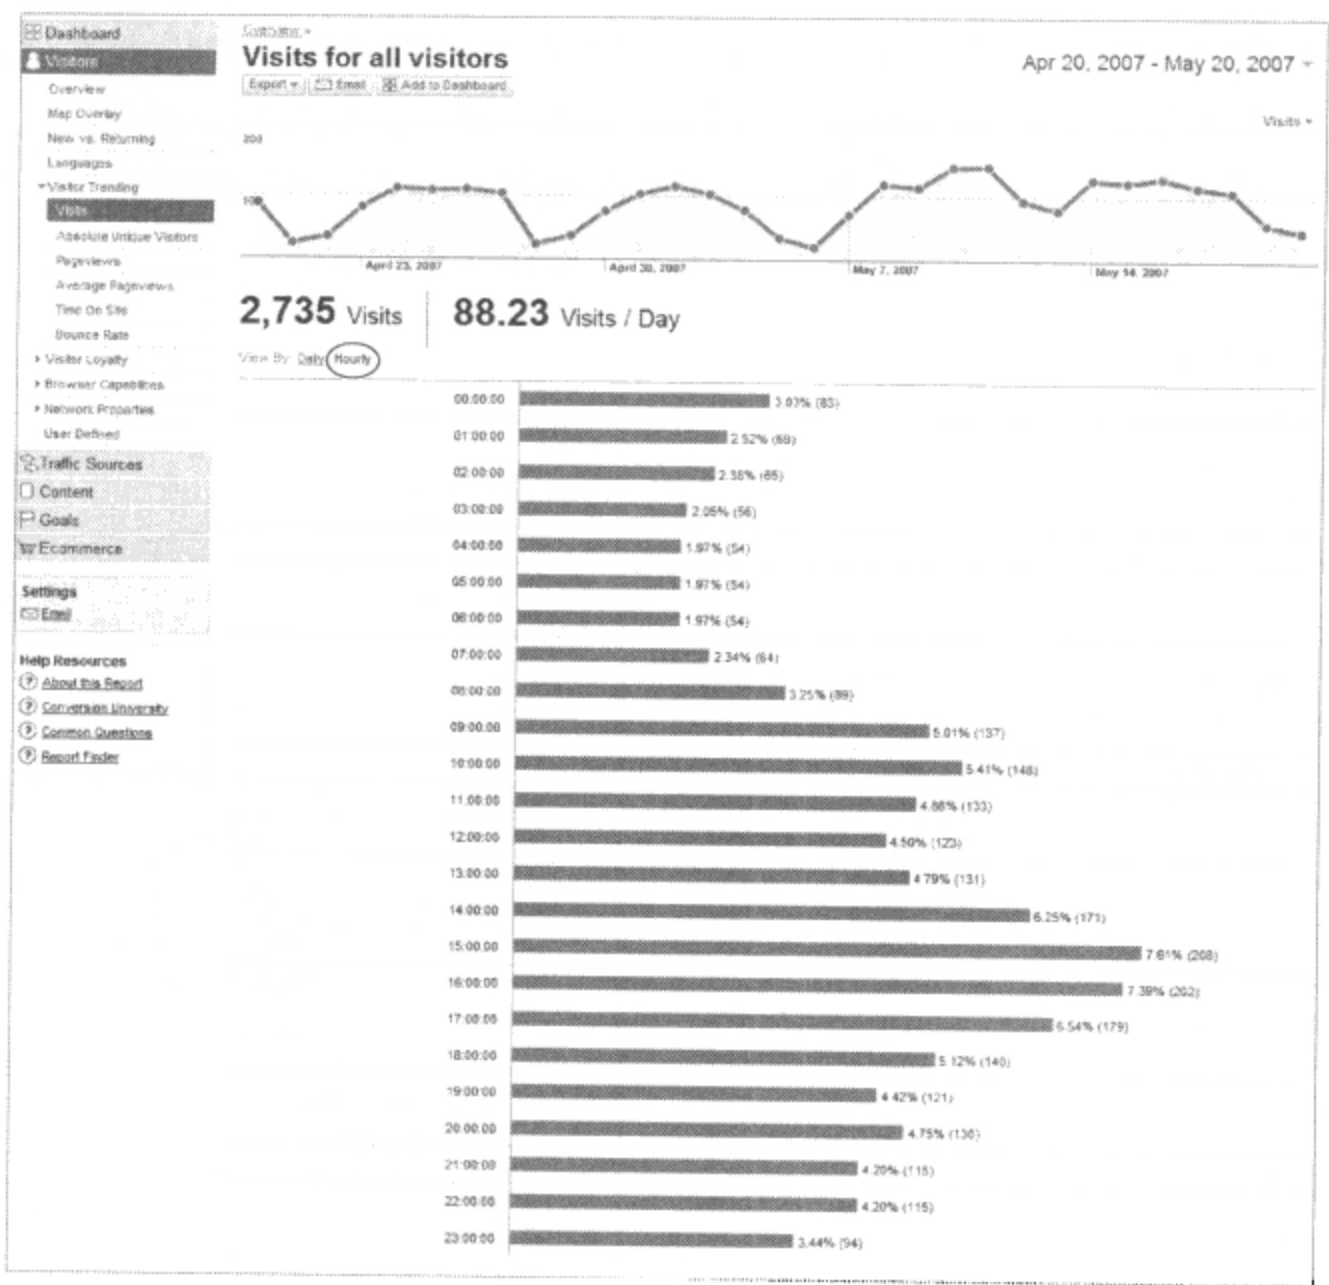 Dashboard
Visitors
Overview
Map Overlay
New vs. Returning
Languages
Visitor Trending
Visits
Absolute Unique Visitors
Pageviews
Average Pageviews
Time On Site
Bounce Rate
Visitor Loyalty
Browser Capabilities
Network Properties
User Defined
Traffic Sources
Content
Goals
Ecommerce
Settings
Email
Help Resources
About this Report
Conversion University
Common Questions
Report Finder
Visits for all visitors
Apr 20, 2007 - May 20, 2007
Export Email Add to Dashboard
Visits
200
100
April 23, 2007 April 30, 2007 May 7, 2007 May 14, 2007
2,735 Visits 88.23 Visits / Day
View By: Daily Hourly
00:00:00 3.03% (83)
01:00:00 2.52% (69)
02:00:00 2.38% (65)
03:00:00 2.05% (56)
04:00:00 1.97% (54)
05:00:00 1.97% (54)
06:00:00 1.97% (54)
07:00:00 2.34% (64)
08:00:00 3.25% (89)
09:00:00 5.01% (137)
10:00:00 5.41% (148)
11:00:00 4.86% (133)
12:00:00 4.50% (123)
13:00:00 4.79% (131)
14:00:00 6.25% (171)
15:00:00 7.61% (208)
16:00:00 7.39% (202)
17:00:00 6.54% (179)
18:00:00 5.12% (140)
19:00:00 4.42% (121)
20:00:00 4.75% (130)
21:00:00 4.20% (115)
22:00:00 4.20% (115)
23:00:00 3.44% (94)